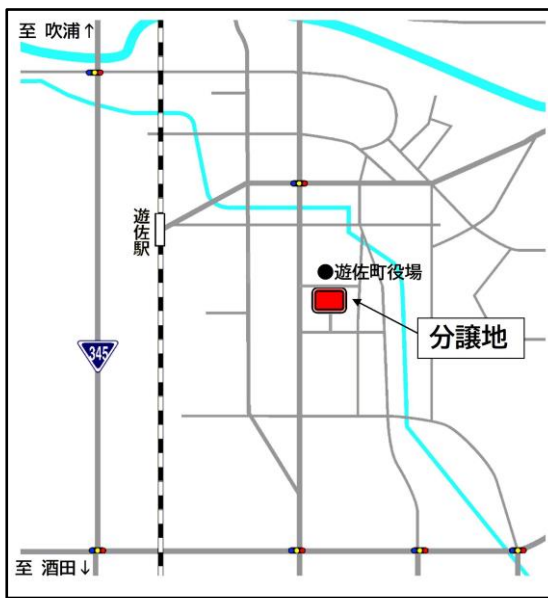 至 吹浦↑
遊佐駅
遊佐町役場
分譲地
345
至 酒田↓